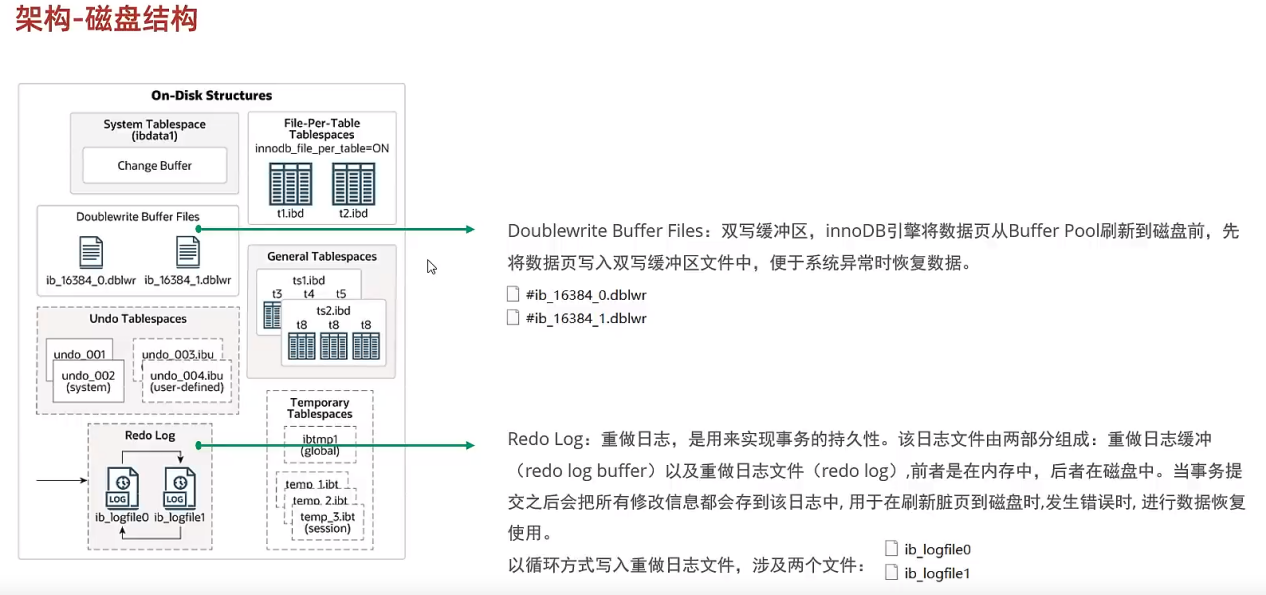 架构-磁盘结构
On-Disk Structures
System Tablespace
(ibdata1)
Change Buffer
File-Per-Table
Tablespaces
innodb_file_per_table=ON
t1.ibd
t2.ibd
Doublewrite Buffer Files
ib_16384_0.dblwr
ib_16384_1.dblwr
General Tablespaces
ts1.ibd
t3 t4 t5
ts2.ibd
t8 t8 t8
Undo Tablespaces
undo_001
undo_002
(system)
undo_003.ibu
undo_004.ibu
(user-defined)
Temporary
Tablespaces
ibtmp1
(global)
temp_1.ibt
temp_2.ibt
temp_3.ibt
(session)
Redo Log
LOG
LOG
ib_logfile0
ib_logfile1
Doublewrite Buffer Files：双写缓冲区，innoDB引擎将数据页从Buffer Pool刷新到磁盘前，先
将数据页写入双写缓冲区文件中，便于系统异常时恢复数据。
#ib_16384_0.dblwr
#ib_16384_1.dblwr
Redo Log：重做日志，是用来实现事务的持久性。该日志文件由两部分组成：重做日志缓冲
（redo log buffer）以及重做日志文件（redo log）,前者是在内存中，后者在磁盘中。当事务提
交之后会把所有修改信息都会存到该日志中, 用于在刷新脏页到磁盘时,发生错误时, 进行数据恢复
使用。
以循环方式写入重做日志文件，涉及两个文件：
ib_logfile0
ib_logfile1